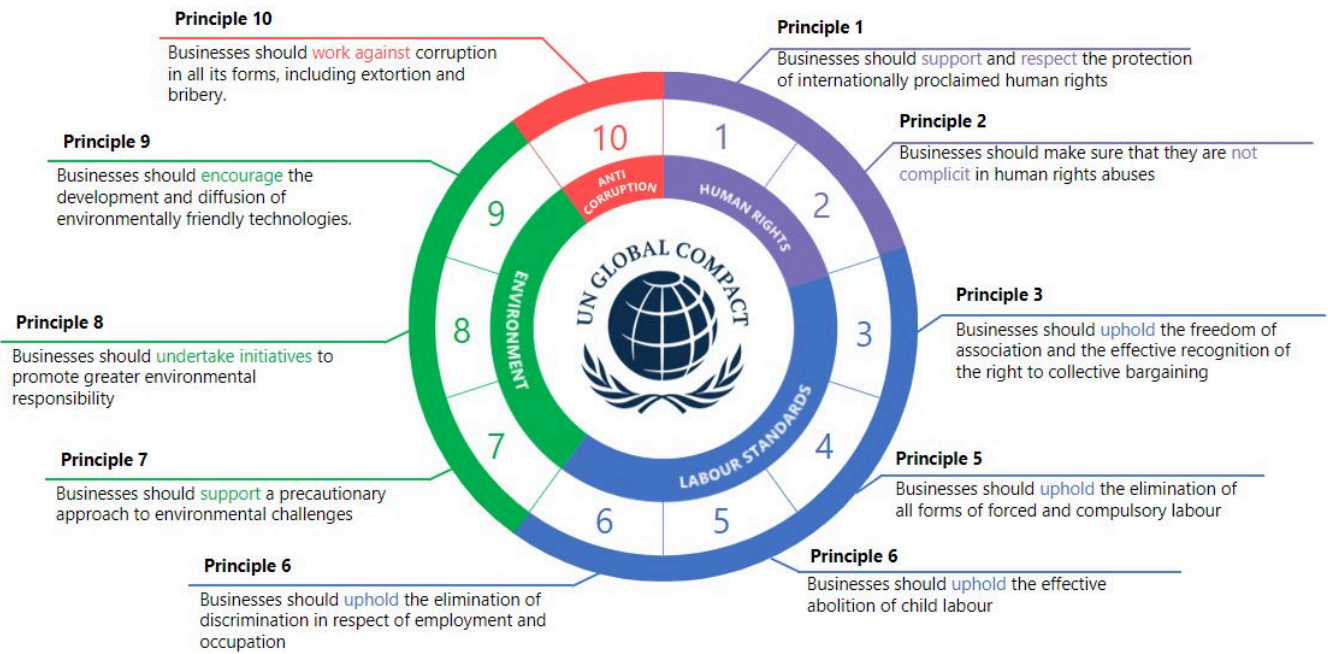 Principle 10
Businesses should work against corruption
in all its forms, including extortion and
bribery.
Principle 1
Businesses should support and respect the protection
of internationally proclaimed human rights
Principle 9
Businesses should encourage the
development and diffusion of
environmentally friendly technologies.
Principle 2
Businesses should make sure that they are not
complicit in human rights abuses
Principle 8
Businesses should undertake initiatives to
promote greater environmental
responsibility
Principle 3
Businesses should uphold the freedom of
association and the effective recognition of
the right to collective bargaining
Principle 7
Businesses should support a precautionary
approach to environmental challenges
Principle 5
Businesses should uphold the elimination of
all forms of forced and compulsory labour
Principle 6
Businesses should uphold the elimination of
discrimination in respect of employment and
occupation
Principle 6
Businesses should uphold the effective
abolition of child labour
10
1
2
3
4
5
6
7
8
9
ANTI
CORRUPTION
HUMAN RIGHTS
LABOUR STANDARDS
ENVIRONMENT
UN GLOBAL COMPACT